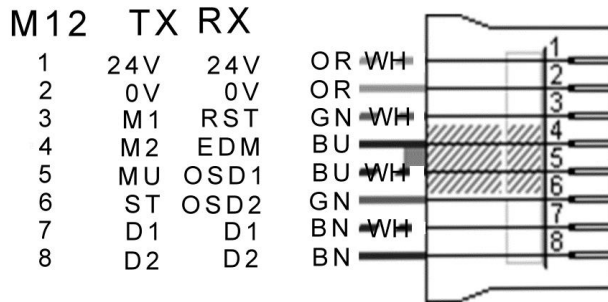 M12 TX RX
1 24V 24V OR WH 1
2 0V 0V OR 2
3 M1 RST GN WH 3
4 M2 EDM BU 4
5 MU OSD1 BU WH 5
6 ST OSD2 GN 6
7 D1 D1 BN WH 7
8 D2 D2 BN 8